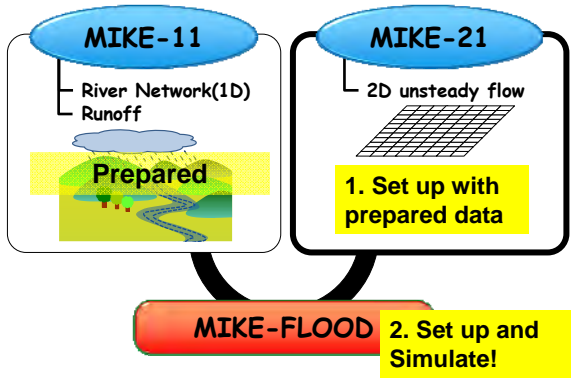 MIKE-11
River Network(1D)
Runoff
Prepared
MIKE-21
2D unsteady flow
1. Set up with
prepared data
MIKE-FLOOD
2. Set up and
Simulate!